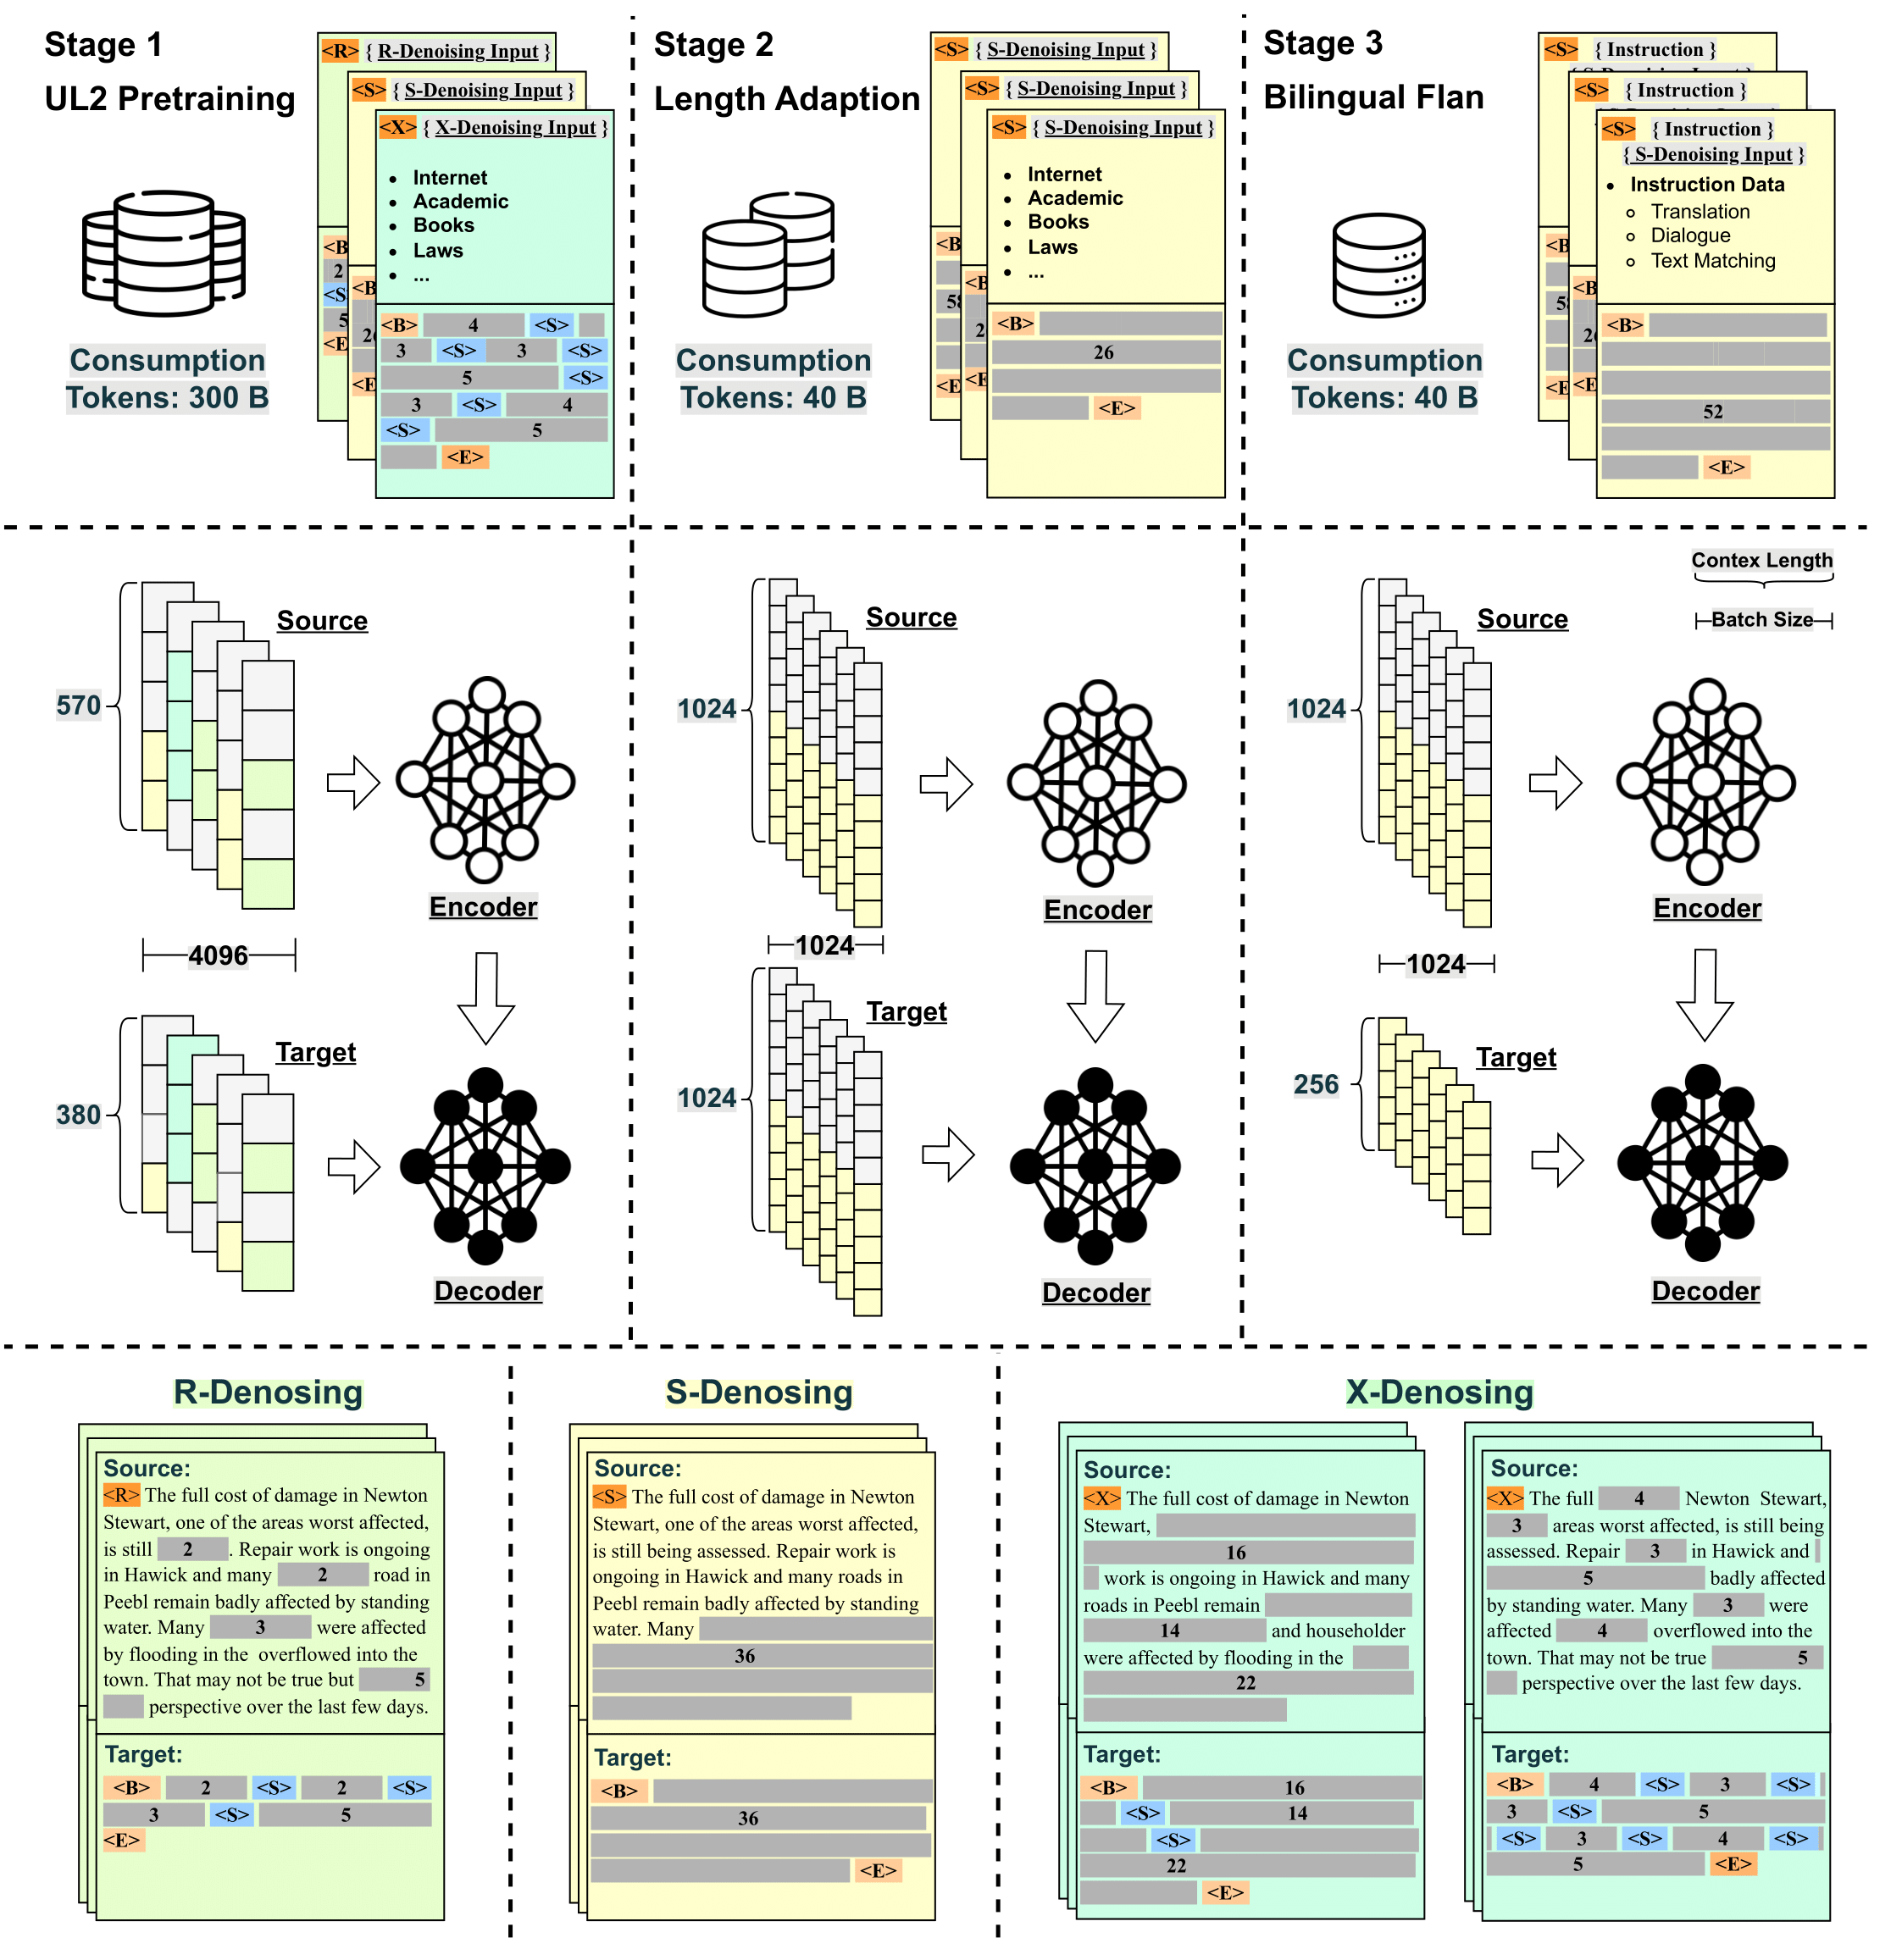 Stage 1
UL2 Pretraining
Consumption
Tokens: 300 B
<R> { R-Denoising Input }
<S> { S-Denoising Input }
<X> { X-Denoising Input }
• Internet
• Academic
• Books
• Laws
• ...
<B
2
<S
5
<E
<B
26
<E
<B> 4 <S>
3 <S> 3 <S>
5 <S>
3 <S> 4
<S> 5
<E>
Stage 2
Length Adaption
Consumption
Tokens: 40 B
<S> { S-Denoising Input }
<S> { S-Denoising Input }
<S> { S-Denoising Input }
• Internet
• Academic
• Books
• Laws
• ...
<B
58
<E
<B
2
<E
<B>
26
<E>
Stage 3
Bilingual Flan
Consumption
Tokens: 40 B
<S> { Instruction }
{ S-Denoising Input }
<S> { Instruction }
<S> { Instruction }
{ S-Denoising Input }
• Instruction Data
Translation
Dialogue
Text Matching
<B
5
<E
<B
26
<E
<B>
52
<E>
570
Source
Encoder
4096
380
Target
Decoder
1024
Source
Encoder
1024
1024
Target
Decoder
Contex Length
Batch Size
1024
Source
Encoder
1024
256
Target
Decoder
R-Denosing
Source:
<R> The full cost of damage in Newton
Stewart, one of the areas worst affected,
is still 2 . Repair work is ongoing
in Hawick and many 2 road in
Peebl remain badly affected by standing
water. Many 3 were affected
by flooding in the overflowed into the
town. That may not be true but 5
perspective over the last few days.
Target:
<B> 2 <S> 2 <S>
3 <S> 5
<E>
S-Denosing
Source:
<S> The full cost of damage in Newton
Stewart, one of the areas worst affected,
is still being assessed. Repair work is
ongoing in Hawick and many roads in
Peebl remain badly affected by standing
water. Many
36
Target:
<B>
36
<E>
X-Denosing
Source:
<X> The full cost of damage in Newton
Stewart,
16
work is ongoing in Hawick and many
roads in Peebl remain
14 and householder
were affected by flooding in the
22
Target:
<B> 16
<S> 14
<S>
22
<E>
Source:
<X> The full 4 Newton Stewart,
3 areas worst affected, is still being
assessed. Repair 3 in Hawick and
5 badly affected
by standing water. Many 3 were
affected 4 overflowed into the
town. That may not be true 5
perspective over the last few days.
Target:
<B> 4 <S> 3 <S>
3 <S> 5
<S> 3 <S> 4 <S>
5 <E>